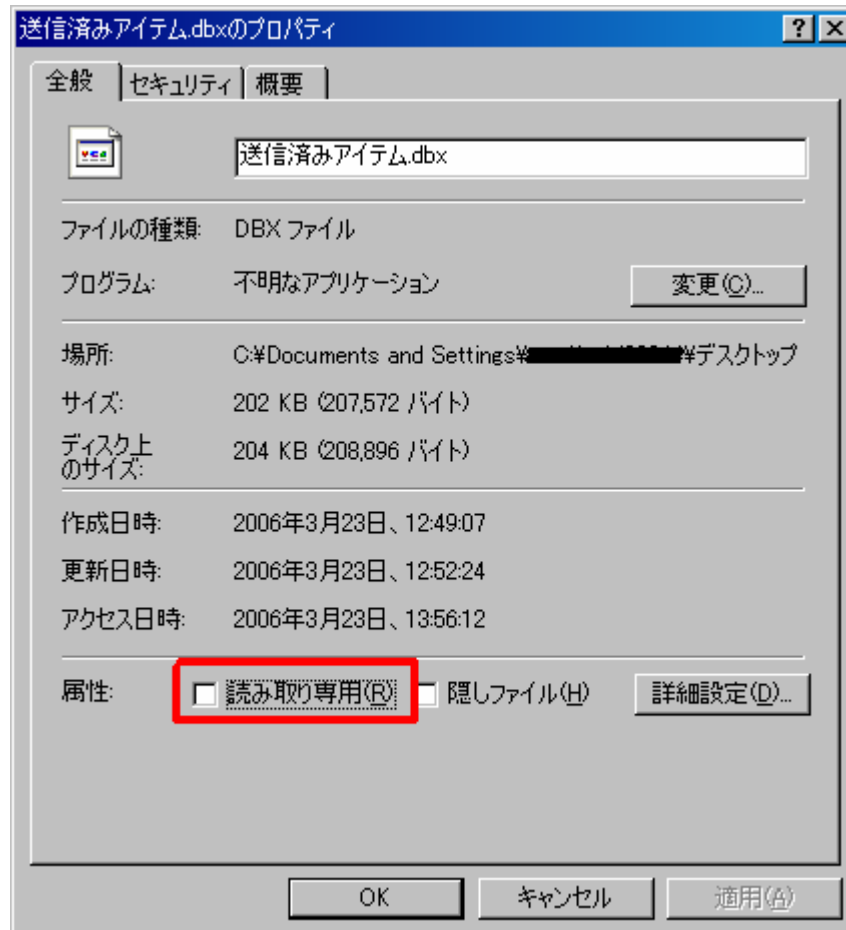 送信済みアイテム.dbxのプロパティ
全般 セキュリティ 概要
送信済みアイテム.dbx
ファイルの種類: DBX ファイル
プログラム: 不明なアプリケーション 変更(C)...
場所: C:¥Documents and Settings¥ ¥デスクトップ
サイズ: 202 KB (207,572 バイト)
ディスク上
のサイズ: 204 KB (208,896 バイト)
作成日時: 2006年3月23日、12:49:07
更新日時: 2006年3月23日、12:52:24
アクセス日時: 2006年3月23日、13:56:12
属性: 読み取り専用(R) 隠しファイル(H) 詳細設定(D)...
OK キャンセル 適用(A)